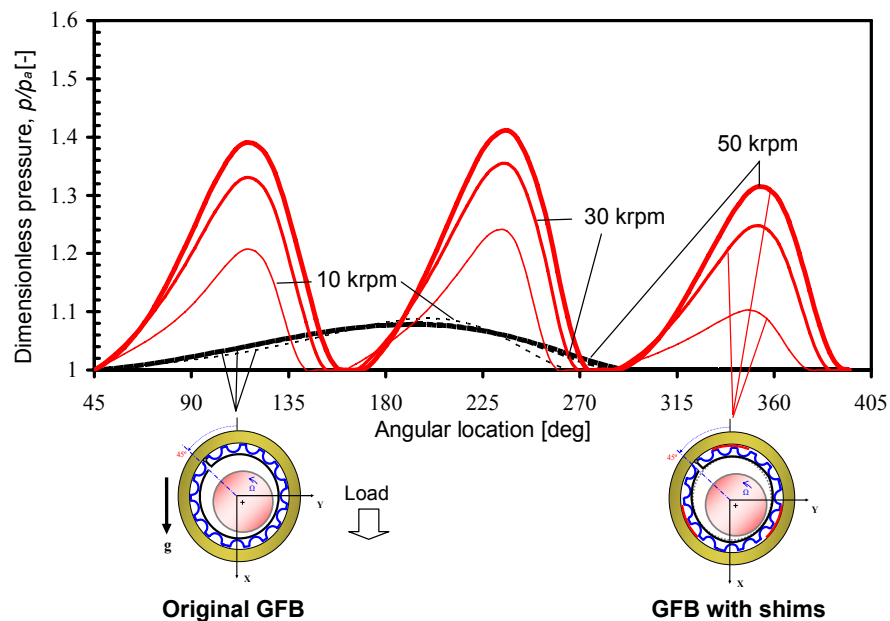 Dimensionless pressure, p/pa [-]
1.6
1.5
1.4
1.3
1.2
1.1
1
50 krpm
30 krpm
10 krpm
45 90 135 180 225 270 315 360 405
Angular location [deg]
45º
Ω
Y
X
g
Load
45º
Ω
Y
X
Original GFB
GFB with shims